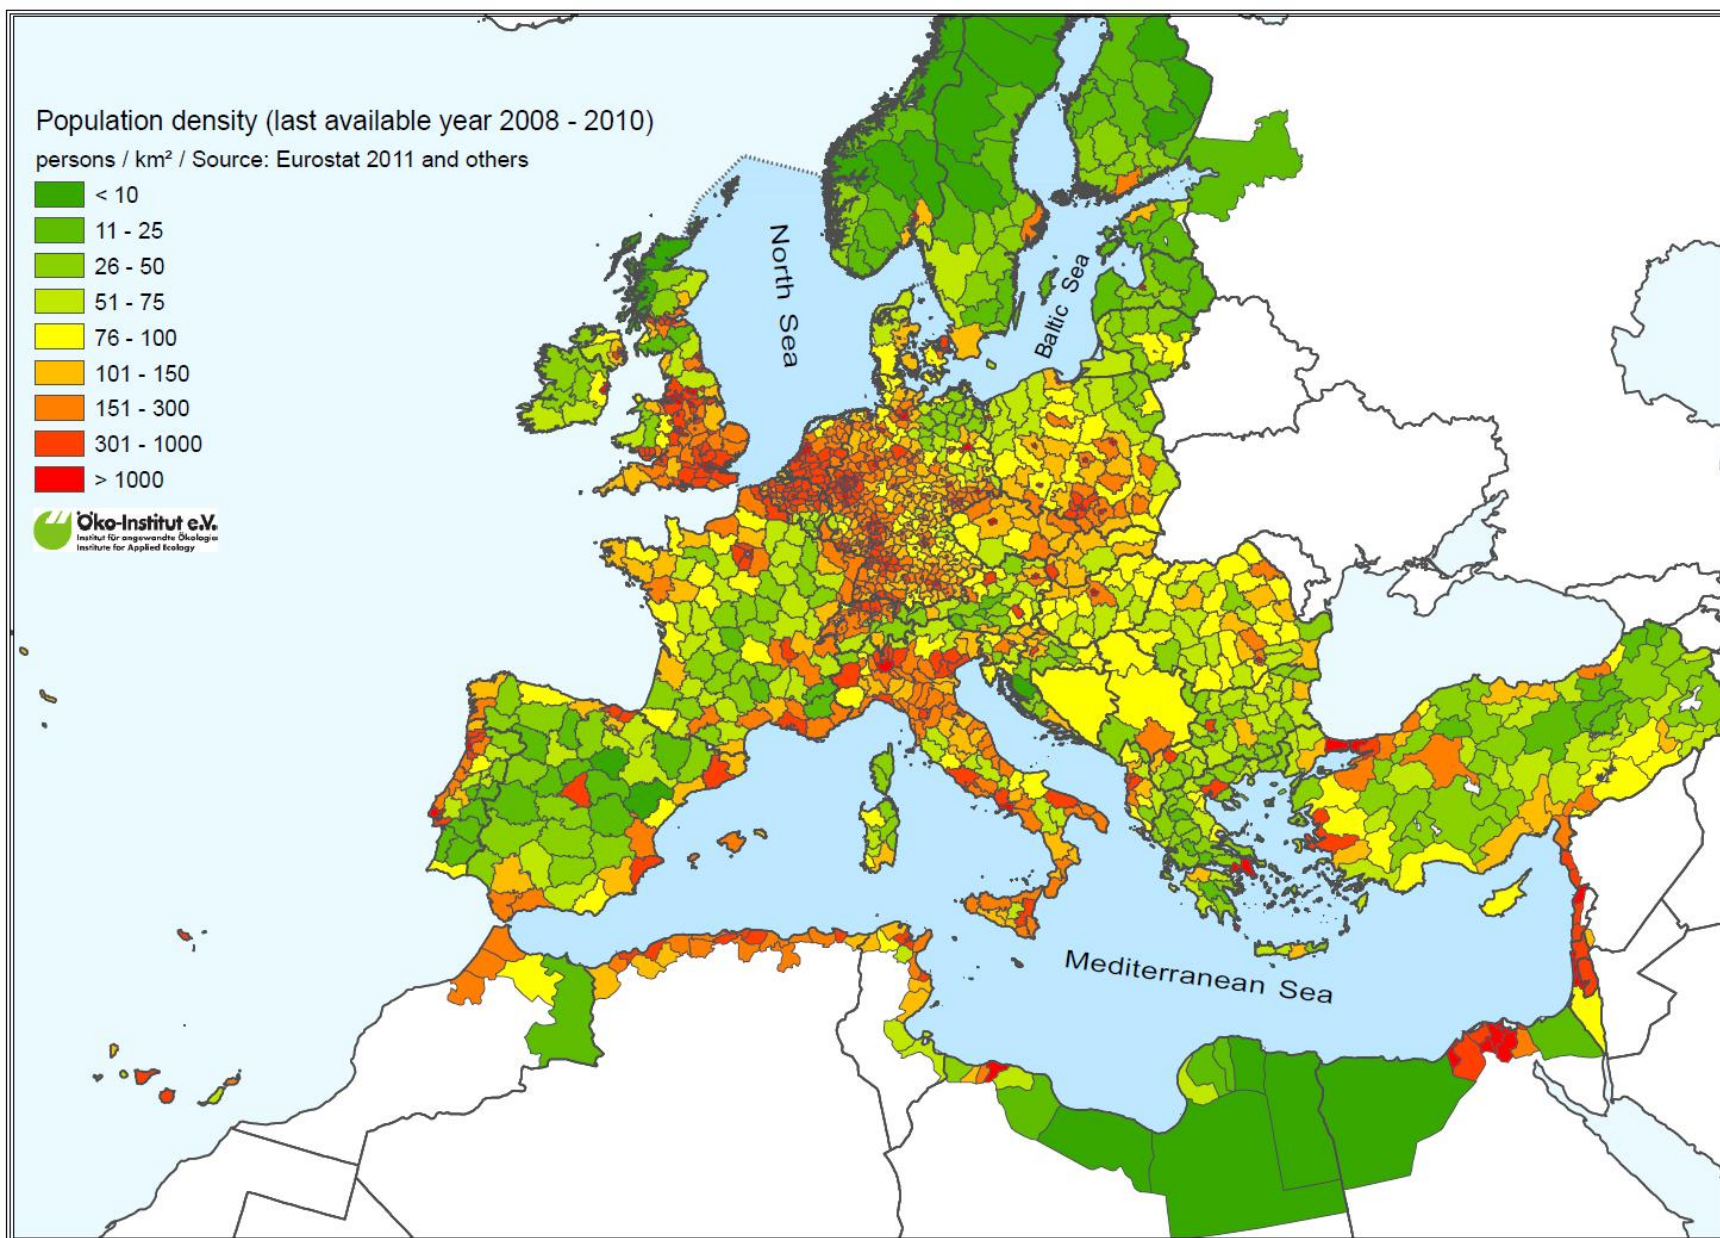 Population density (last available year 2008 - 2010)
persons / km² / Source: Eurostat 2011 and others
< 10
11 - 25
26 - 50
51 - 75
76 - 100
101 - 150
151 - 300
301 - 1000
> 1000
Öko-Institut e.V.
Institut für angewandte Ökologie
Institute for Applied Ecology
North Sea
Baltic Sea
Mediterranean Sea